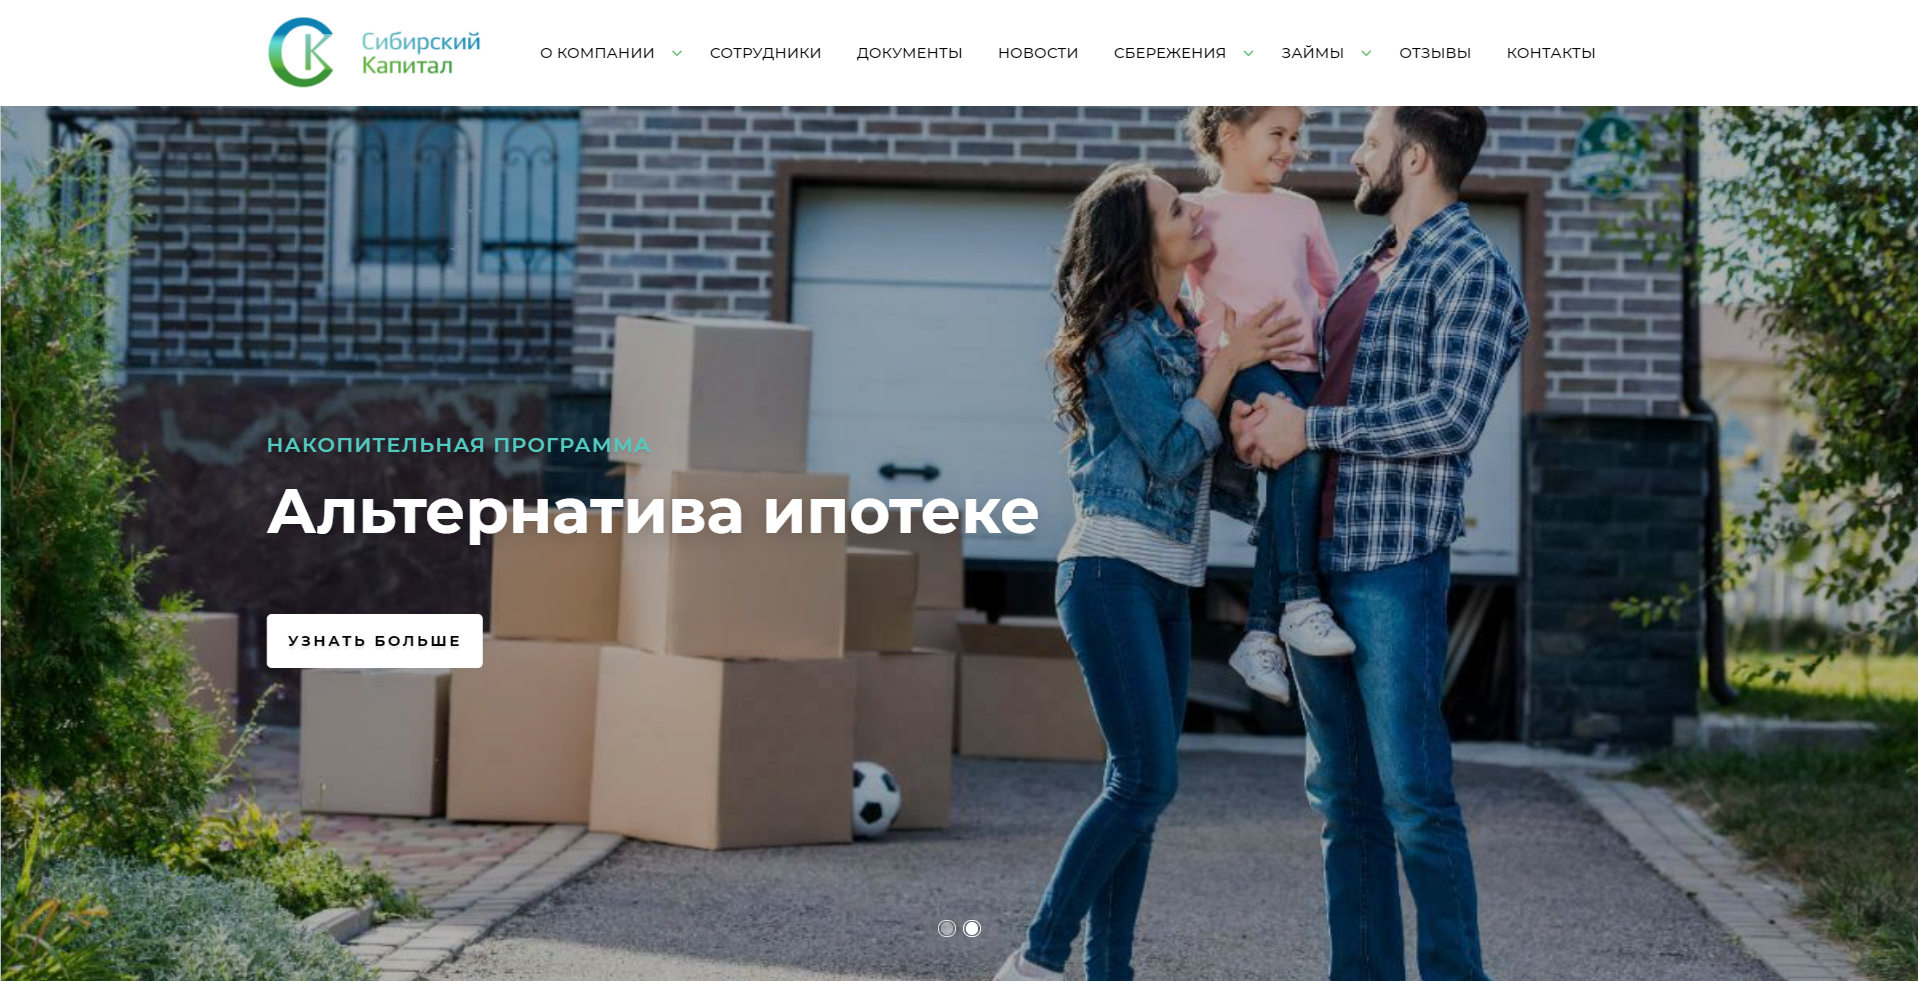 Сибирский
Капитал
О КОМПАНИИ СОТРУДНИКИ ДОКУМЕНТЫ НОВОСТИ СБЕРЕЖЕНИЯ ЗАЙМЫ ОТЗЫВЫ КОНТАКТЫ
НАКОПИТЕЛЬНАЯ ПРОГРАММА
Альтернатива ипотеке
УЗНАТЬ БОЛЬШЕ